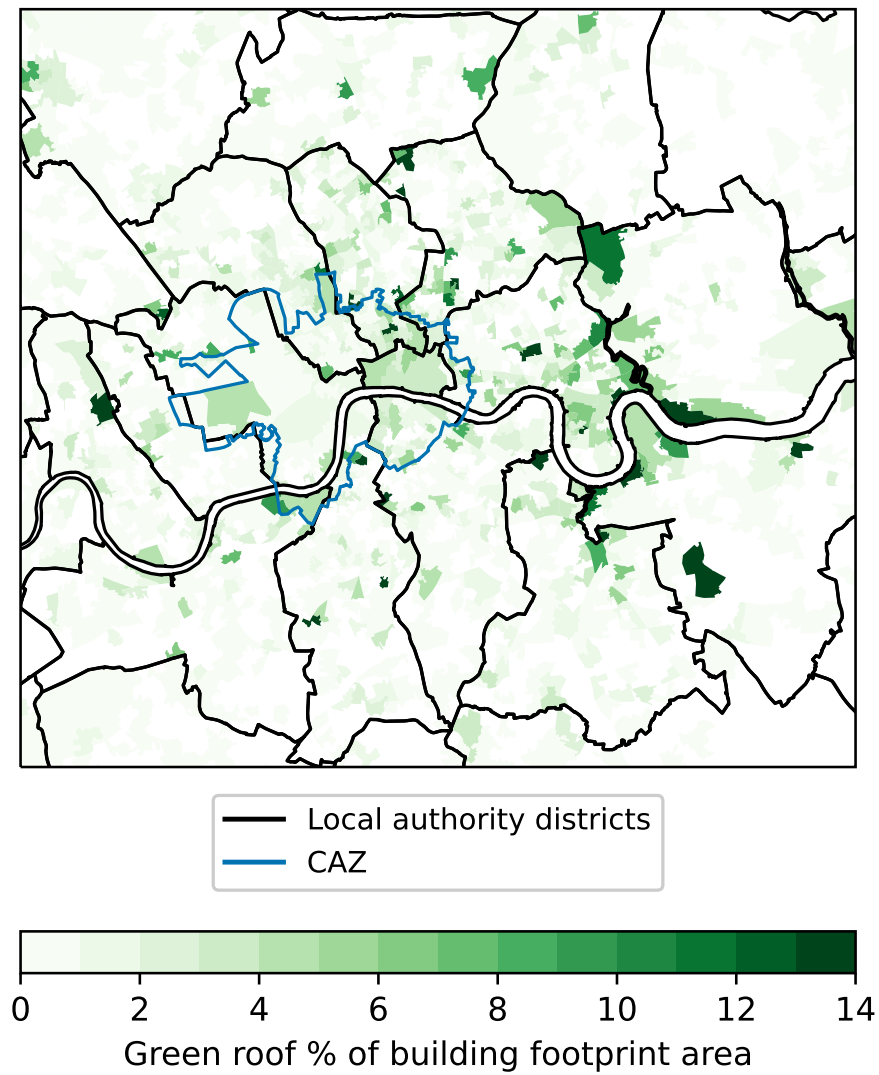 Local authority districts
CAZ
0 2 4 6 8 10 12 14
Green roof % of building footprint area